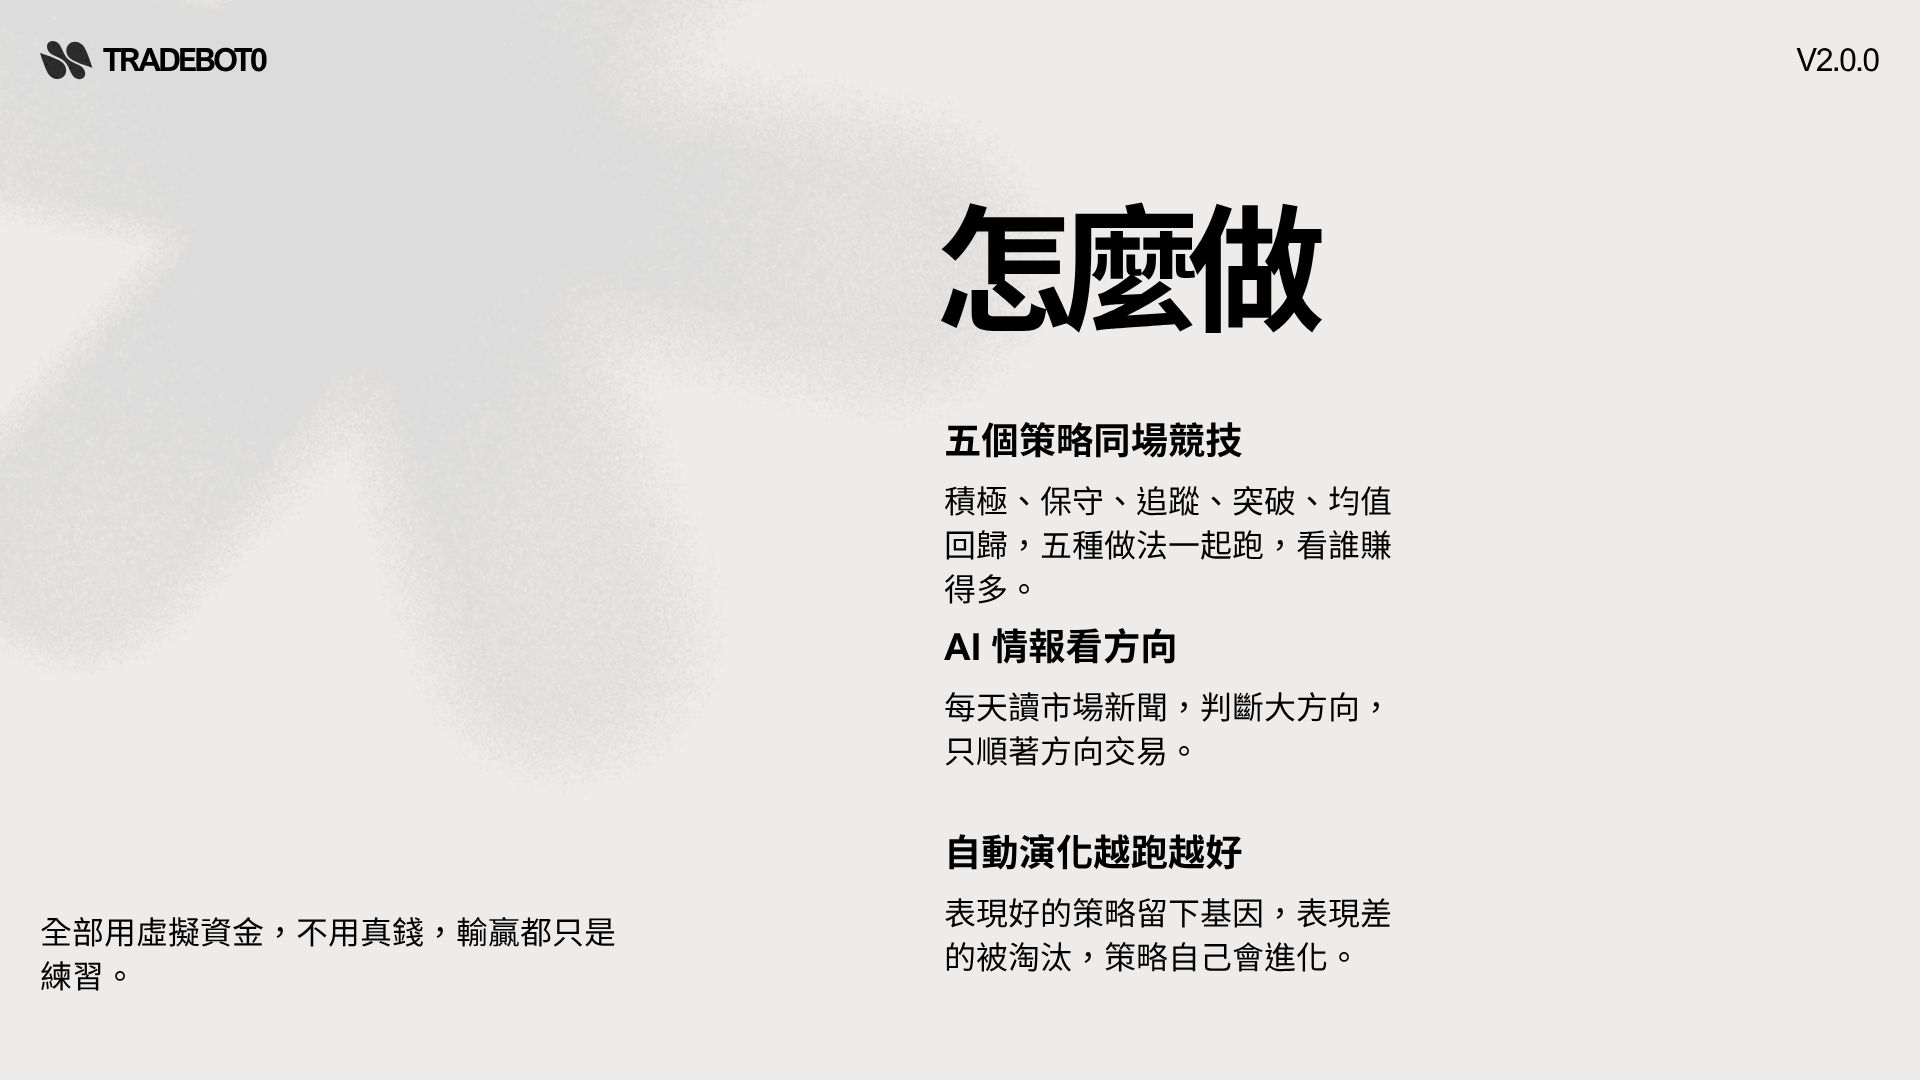 TRADEBOT0
V2.0.0
怎麼做
五個策略同場競技
積極、保守、追蹤、突破、均值
回歸，五種做法一起跑，看誰賺
得多。
AI 情報看方向
每天讀市場新聞，判斷大方向，
只順著方向交易。
自動演化越跑越好
表現好的策略留下基因，表現差
的被淘汰，策略自己會進化。
全部用虛擬資金，不用真錢，輸贏都只是
練習。